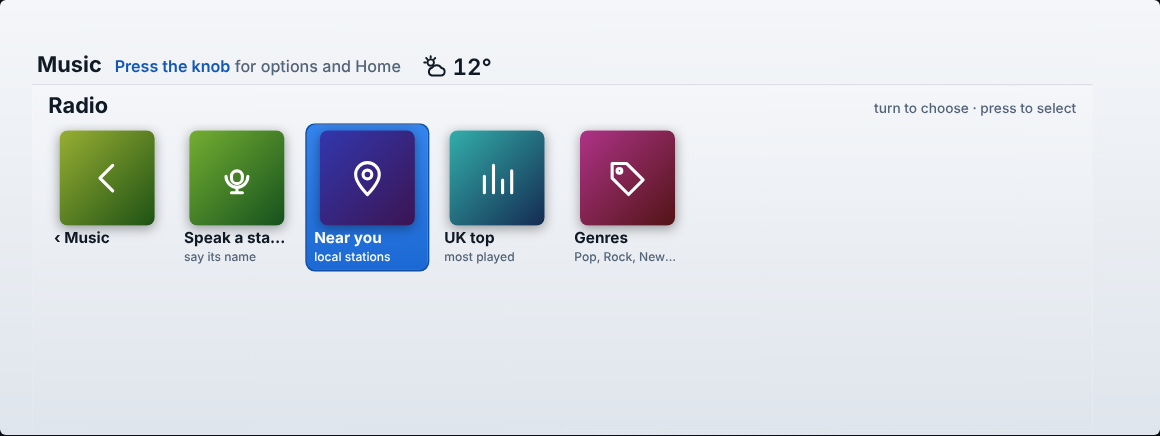 Music Press the knob for options and Home 12°
Radio
turn to choose · press to select
‹ Music
Speak a sta...
say its name
Near you
local stations
UK top
most played
Genres
Pop, Rock, New...